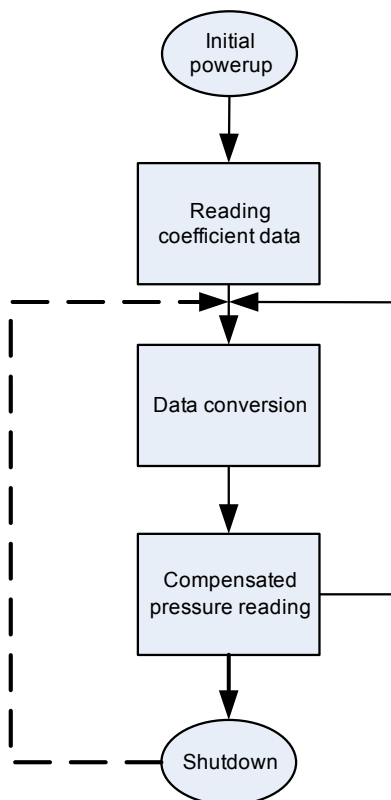 Initial
powerup
Reading
coefficient data
Data conversion
Compensated
pressure reading
Shutdown